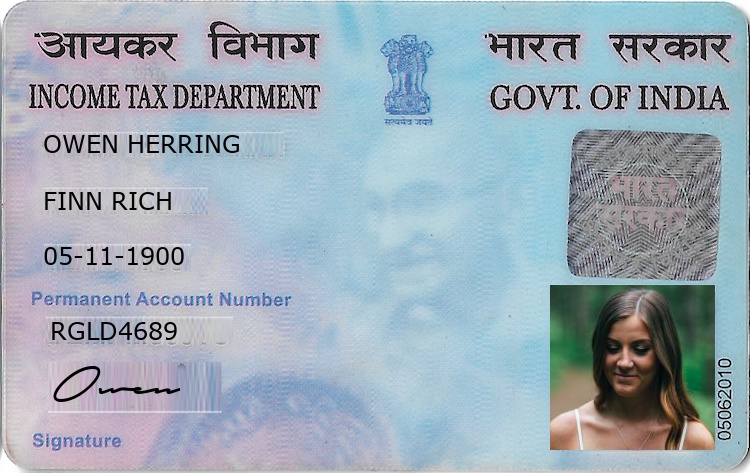 आयकर विभाग भारत सरकार
INCOME TAX DEPARTMENT GOVT. OF INDIA
सत्यमेव जयते
OWEN HERRING
भारत
सरकार
FINN RICH
05-11-1900
Permanent Account Number
RGLD4689
Owen
Signature
05062010